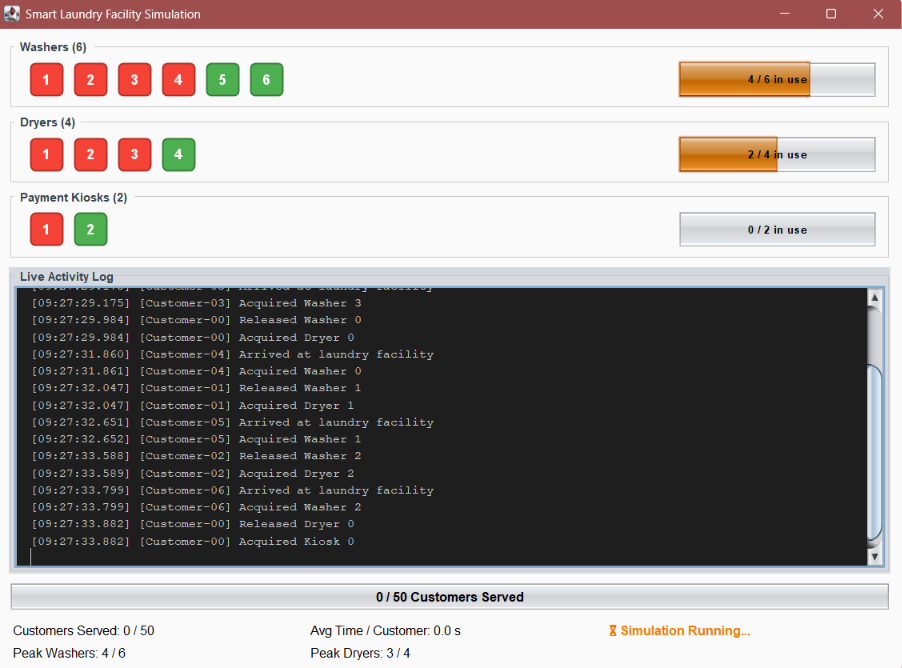 Smart Laundry Facility Simulation
Washers (6)
1 2 3 4 5 6
4 / 6 in use
Dryers (4)
1 2 3 4
2 / 4 in use
Payment Kiosks (2)
1 2
0 / 2 in use
Live Activity Log
[09:27:29.175] [Customer-03] Acquired Washer 3
[09:27:29.984] [Customer-00] Released Washer 0
[09:27:29.984] [Customer-00] Acquired Dryer 0
[09:27:31.860] [Customer-04] Arrived at laundry facility
[09:27:31.861] [Customer-04] Acquired Washer 0
[09:27:32.047] [Customer-01] Released Washer 1
[09:27:32.047] [Customer-01] Acquired Dryer 1
[09:27:32.651] [Customer-05] Arrived at laundry facility
[09:27:32.652] [Customer-05] Acquired Washer 1
[09:27:33.588] [Customer-02] Released Washer 2
[09:27:33.589] [Customer-02] Acquired Dryer 2
[09:27:33.799] [Customer-06] Arrived at laundry facility
[09:27:33.799] [Customer-06] Acquired Washer 2
[09:27:33.882] [Customer-00] Released Dryer 0
[09:27:33.882] [Customer-00] Acquired Kiosk 0
0 / 50 Customers Served
Customers Served: 0 / 50 Avg Time / Customer: 0.0 s Simulation Running...
Peak Washers: 4 / 6 Peak Dryers: 3 / 4